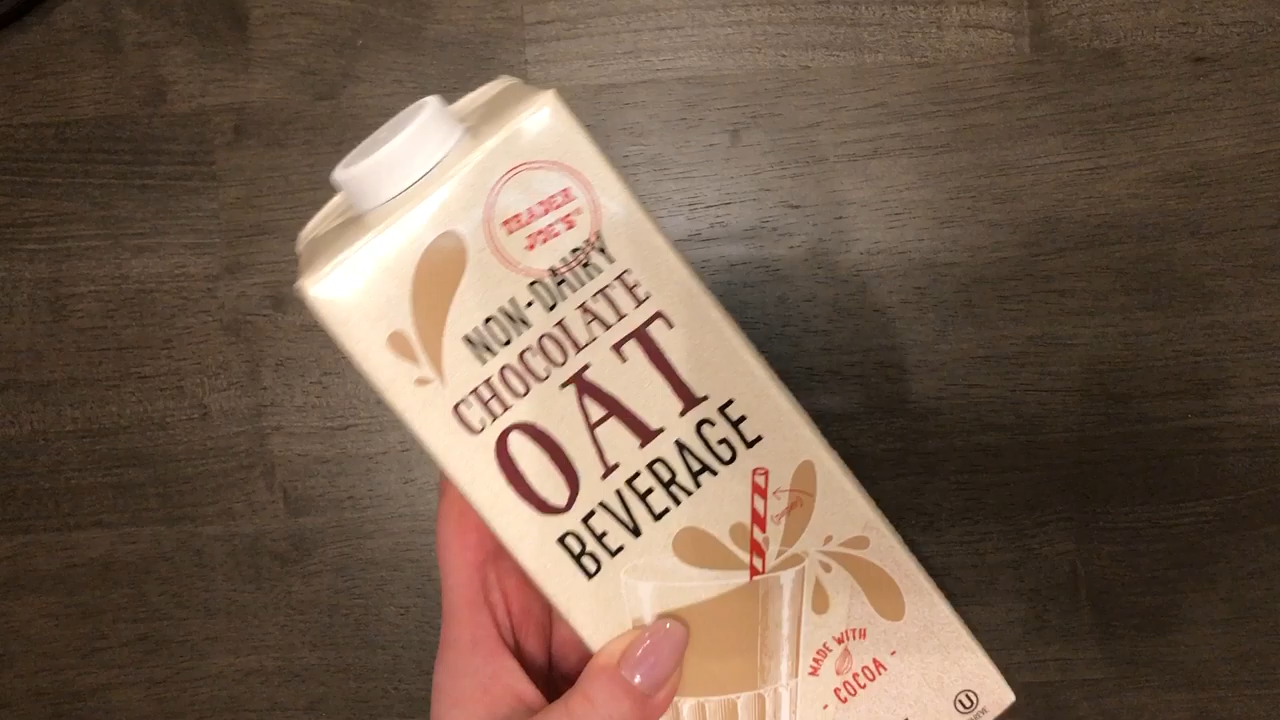 TRADER
JOE'S
NON-DAIRY
CHOCOLATE
OAT
BEVERAGE
MADE WITH
- COCOA -
U